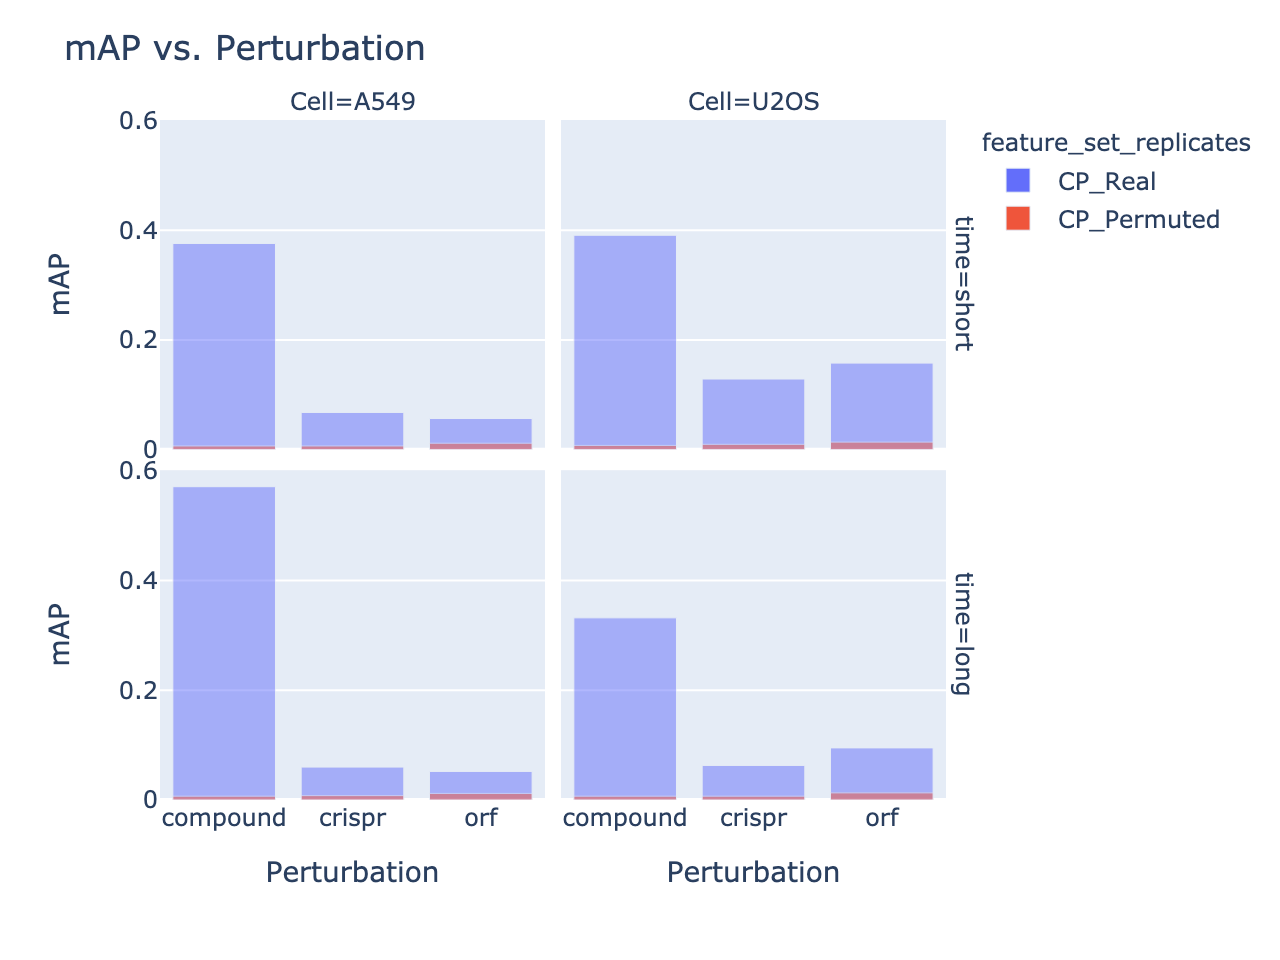 mAP vs. Perturbation
Cell=A549
Cell=U2OS
feature_set_replicates
CP_Real
CP_Permuted
0.6
0.4
0.2
0
mAP
time=short
0.6
0.4
0.2
0
mAP
time=long
compound
crispr
orf
compound
crispr
orf
Perturbation
Perturbation